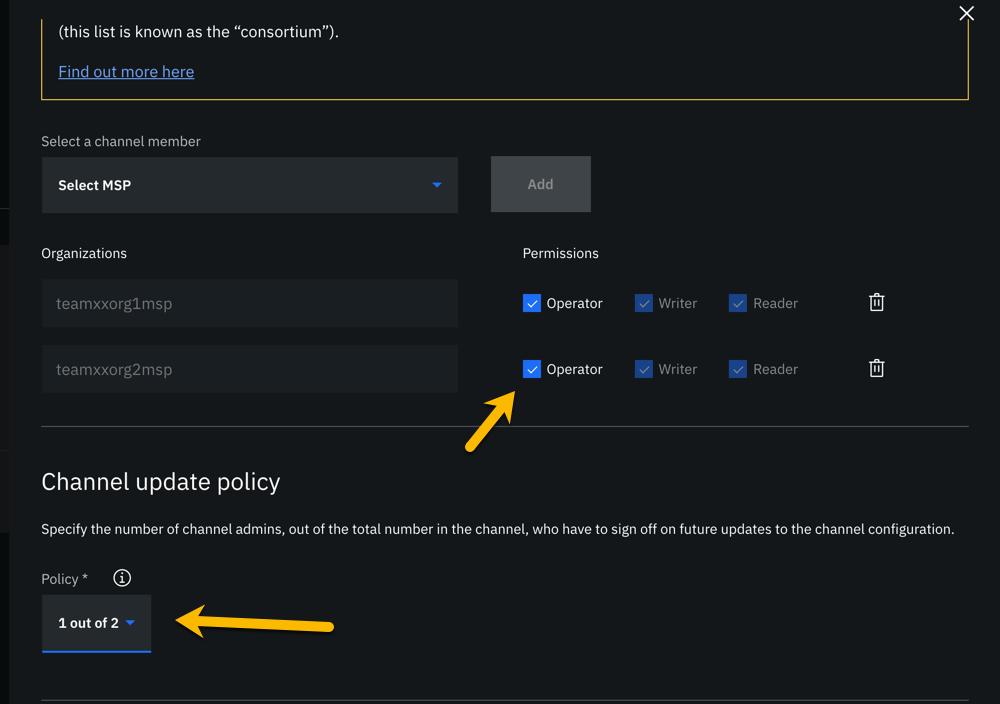 (this list is known as the “consortium”).
Find out more here
Select a channel member
Select MSP
Add
Organizations
Permissions
teamxxorg1msp
Operator
Writer
Reader
teamxxorg2msp
Operator
Writer
Reader
Channel update policy
Specify the number of channel admins, out of the total number in the channel, who have to sign off on future updates to the channel configuration.
Policy *
1 out of 2